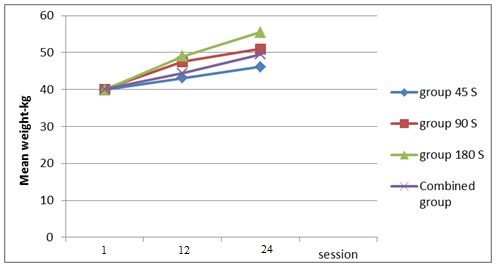 60
50
40
30
20
10
0
Mean weight-kg
1
12
24
session
group 45 S
group 90 S
group 180 S
Combined
group